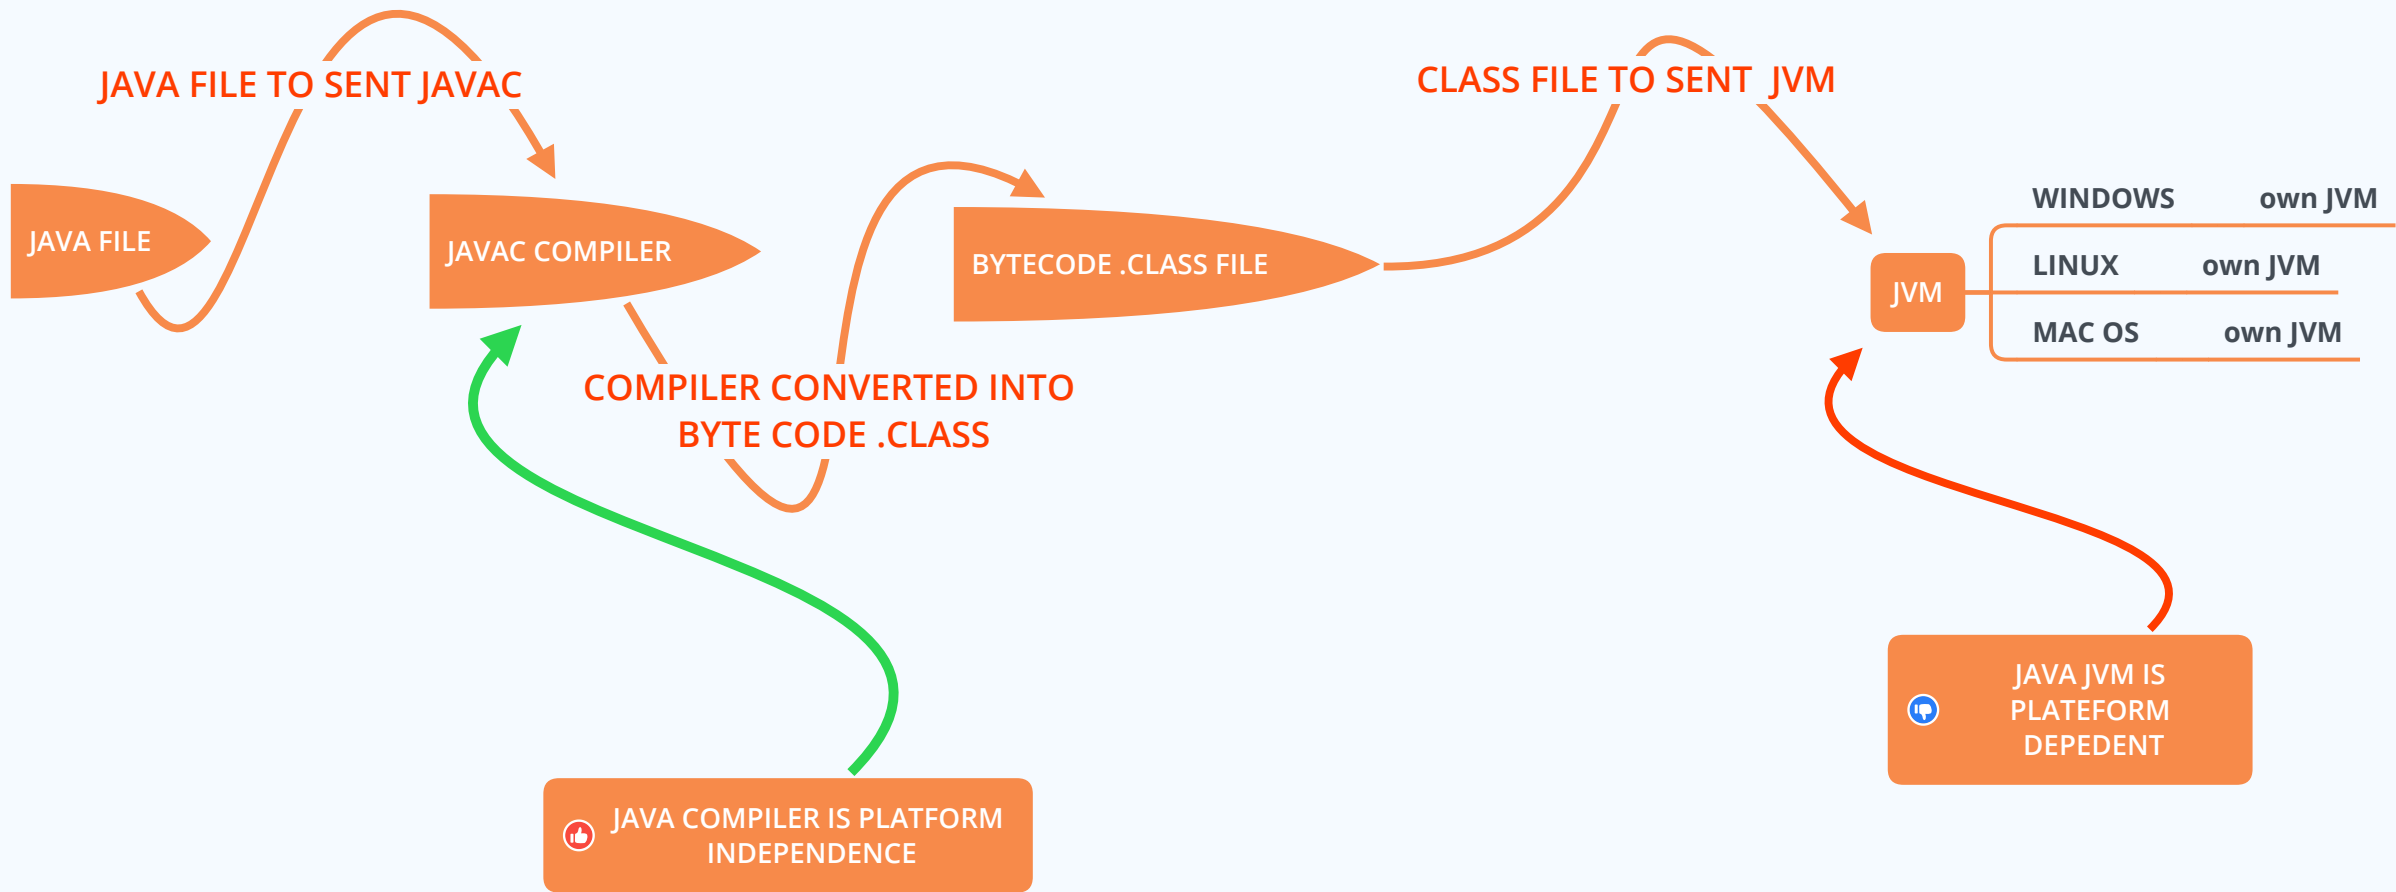 JAVA FILE TO SENT JAVAC
CLASS FILE TO SENT JVM
JAVA FILE
JAVAC COMPILER
BYTECODE .CLASS FILE
JVM
WINDOWS own JVM
LINUX own JVM
MAC OS own JVM
COMPILER CONVERTED INTO
BYTE CODE .CLASS
JAVA JVM IS
PLATEFORM
DEPEDENT
JAVA COMPILER IS PLATFORM
INDEPENDENCE